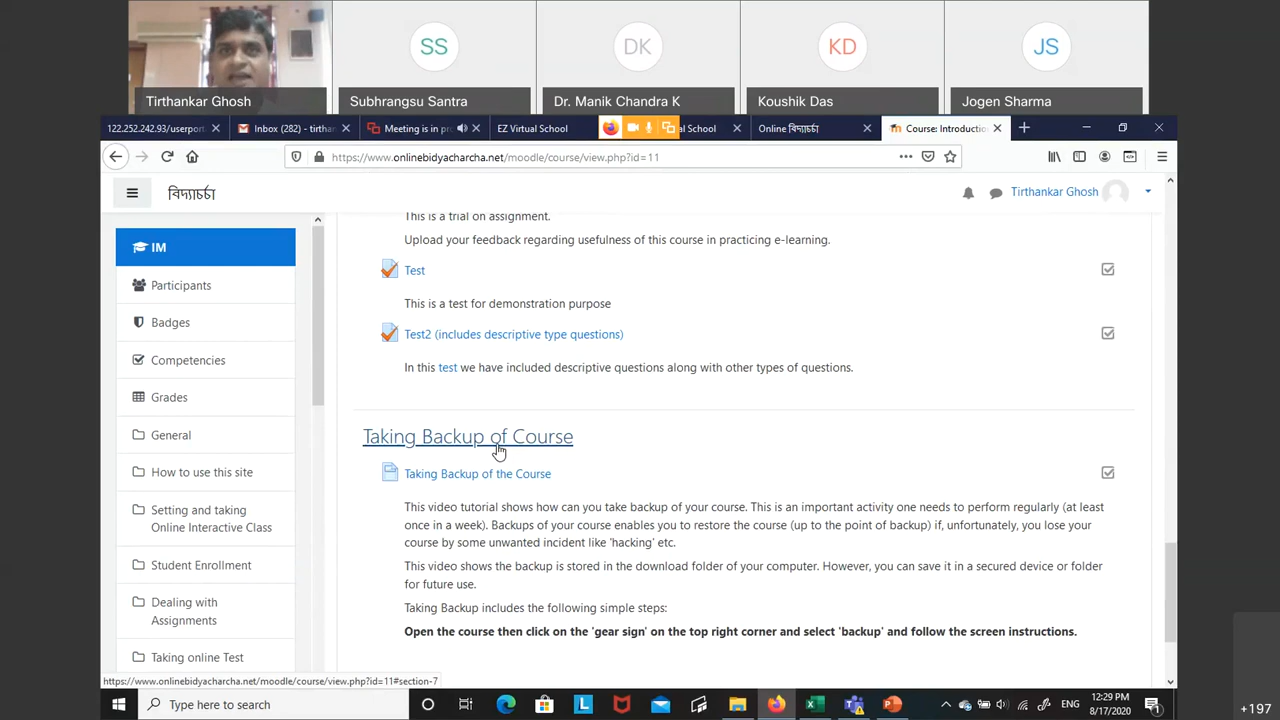 SS
DK
KD
JS
Tirthankar Ghosh
Subhrangsu Santra
Dr. Manik Chandra K
Koushik Das
Jogen Sharma
122.252.242.93/userport
Inbox (282) - tirthan
Meeting is in pr
EZ Virtual School
al School
Online বিদ্যাচর্চা
Course: Introductio
https://www.onlinebidyacharcha.net/moodle/course/view.php?id=11
বিদ্যাচর্চা
Tirthankar Ghosh
IM
Participants
Badges
Competencies
Grades
General
How to use this site
Setting and taking
Online Interactive Class
Student Enrollment
Dealing with
Assignments
Taking online Test
This is a trial on assignment.
Upload your feedback regarding usefulness of this course in practicing e-learning.
Test
This is a test for demonstration purpose
Test2 (includes descriptive type questions)
In this test we have included descriptive questions along with other types of questions.
Taking Backup of Course
Taking Backup of the Course
This video tutorial shows how can you take backup of your course. This is an important activity one needs to perform regularly (at least
once in a week). Backups of your course enables you to restore the course (up to the point of backup) if, unfortunately, you lose your
course by some unwanted incident like 'hacking' etc.
This video shows the backup is stored in the download folder of your computer. However, you can save it in a secured device or folder
for future use.
Taking Backup includes the following simple steps:
Open the course then click on the 'gear sign' on the top right corner and select 'backup' and follow the screen instructions.
https://www.onlinebidyacharcha.net/moodle/course/view.php?id=11#section-7
Type here to search
ENG
12:29 PM
8/17/2020
+197